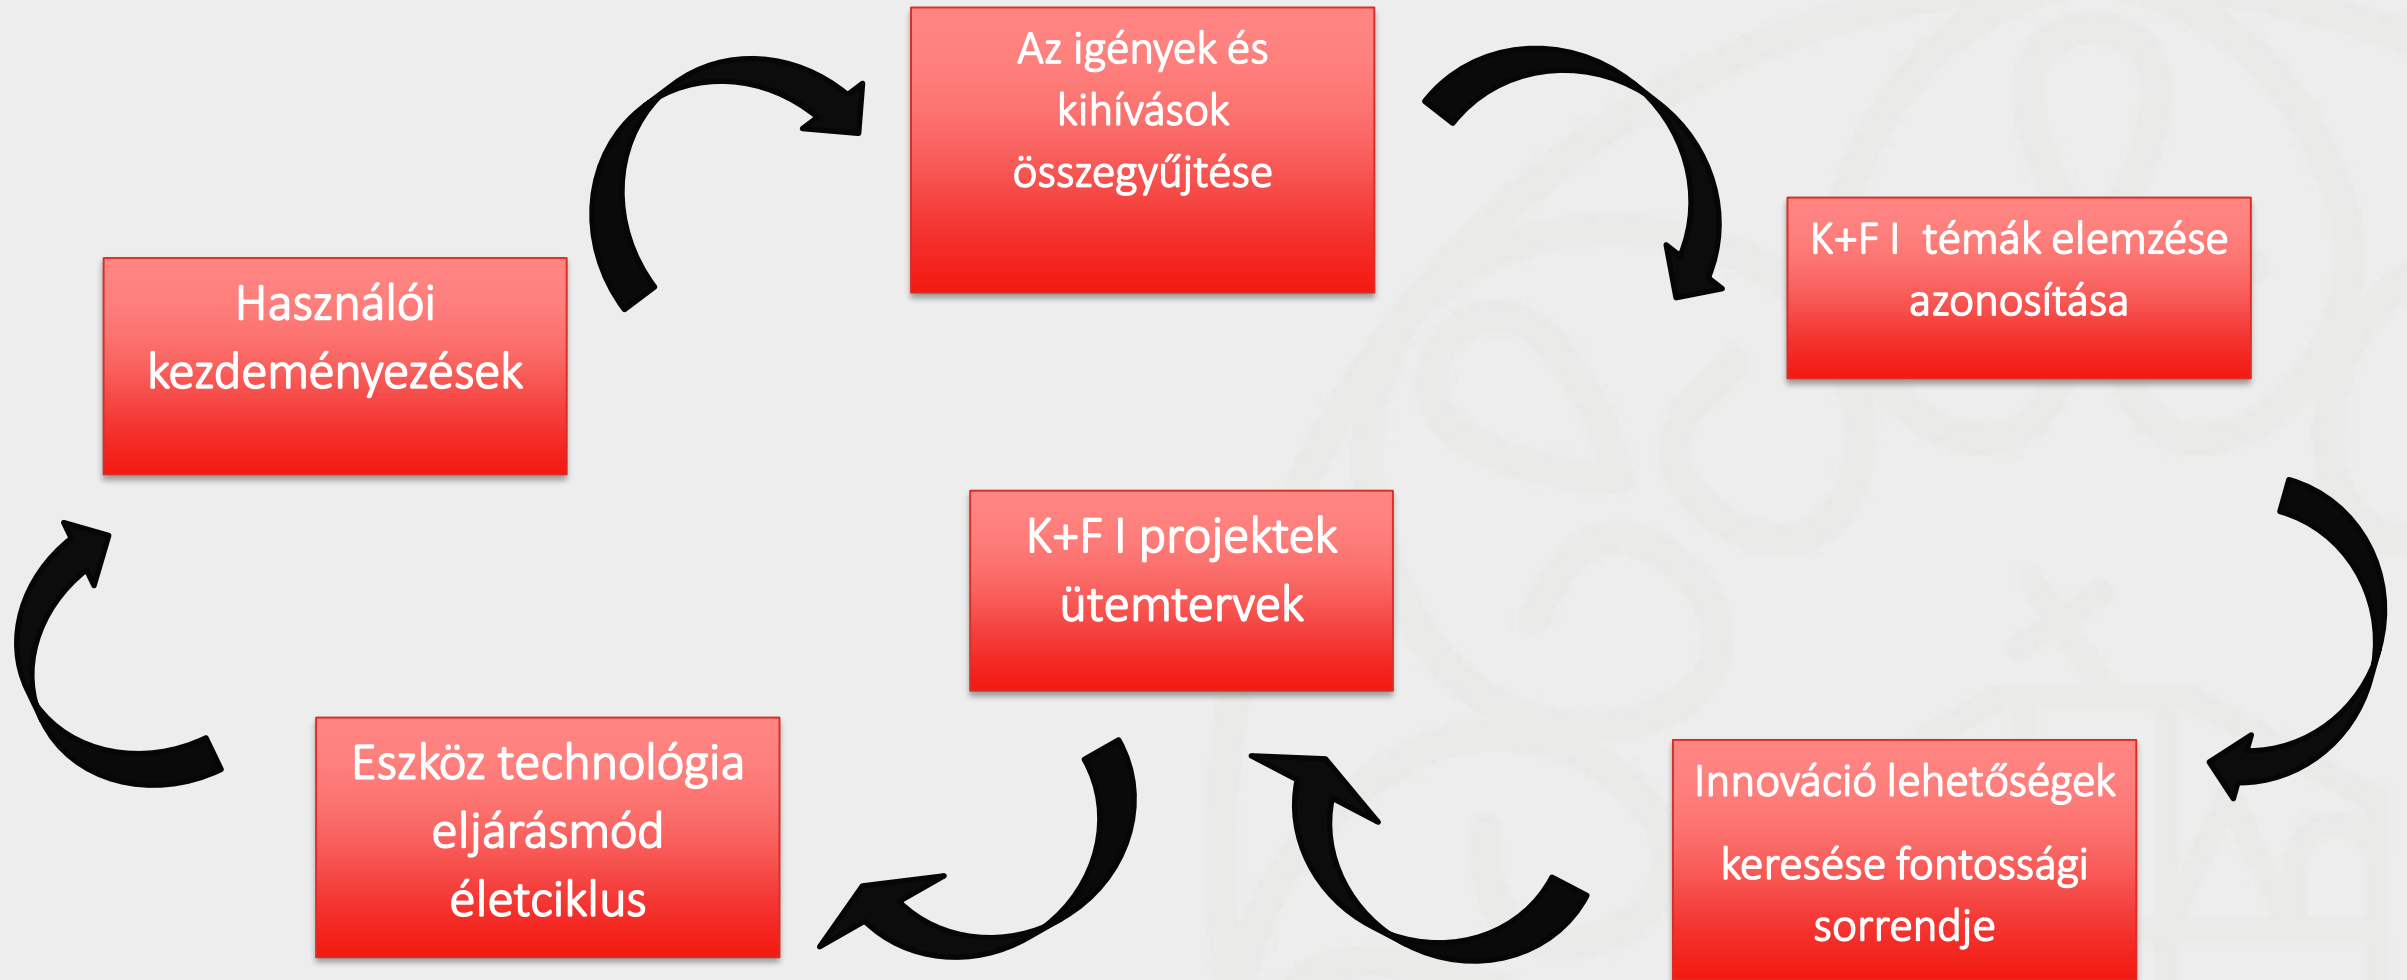 Az igények és
kihívások
összegyűjtése
K+F I témák elemzése
azonosítása
Használói
kezdeményezések
K+F I projektek
ütemtervek
Eszköz technológia
eljárásmód
életciklus
Innováció lehetőségek
keresése fontossági
sorrendje